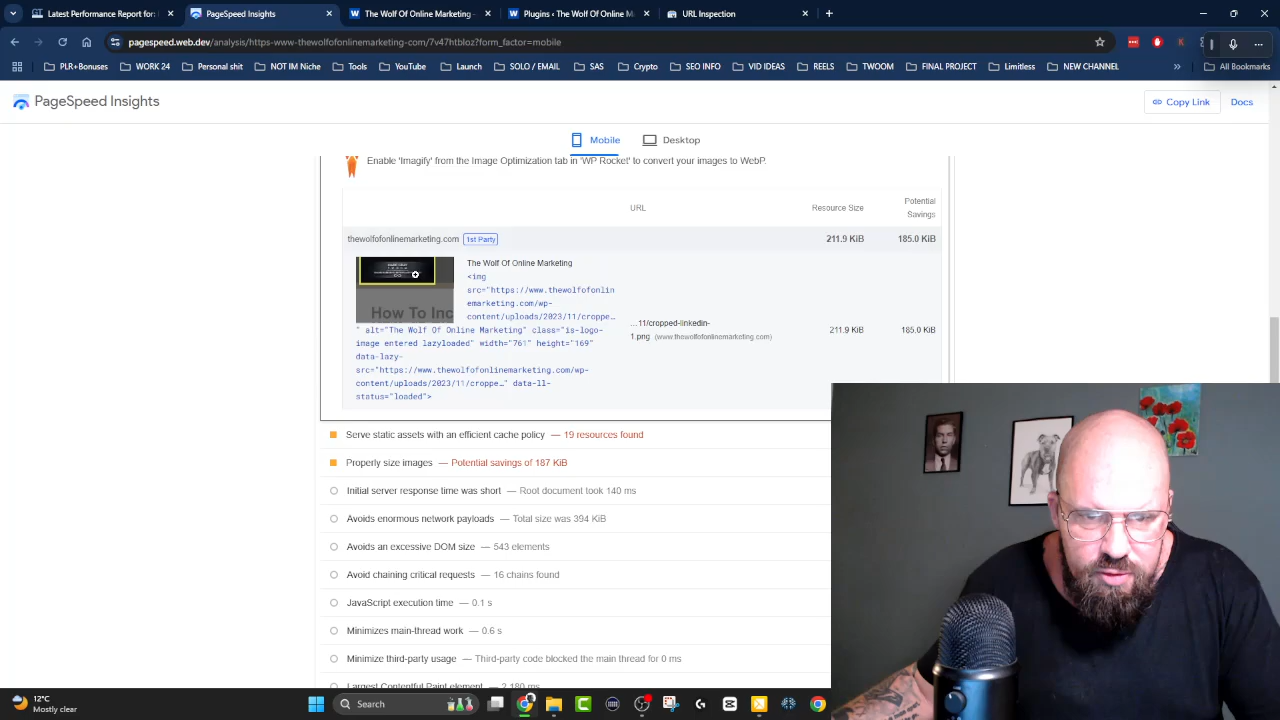 Latest Performance Report for:
PageSpeed Insights
The Wolf Of Online Marketing -
Plugins ‹ The Wolf Of Online M
URL Inspection
pagespeed.web.dev/analysis/https-www-thewolfofonlinemarketing-com/7v47htbloz?form_factor=mobile
PLR+Bonuses
WORK 24
Personal shit
NOT IM Niche
Tools
YouTube
Launch
SOLO / EMAIL
SAS
Crypto
SEO INFO
VID IDEAS
REELS
TWOOM
FINAL PROJECT
Limitless
NEW CHANNEL
All Bookmarks
PageSpeed Insights
Copy Link
Docs
Mobile
Desktop
Enable 'Imagify' from the Image Optimization tab in 'WP Rocket' to convert your images to WebP.
URL
Resource Size
Potential
Savings
thewolfofonlinemarketing.com 1st Party
211.9 KiB
185.0 KiB
How To Inc
The Wolf Of Online Marketing
<img
src="https://www.thewolfofonlin
emarketing.com/wp-
content/uploads/2023/11/croppe…
" alt="The Wolf Of Online Marketing" class="is-logo-
image entered lazyloaded" width="761" height="169"
data-lazy-
src="https://www.thewolfofonlinemarketing.com/wp-
content/uploads/2023/11/croppe…" data-ll-
status="loaded">
…11/cropped-linkedin-
1.png (www.thewolfofonlinemarketing.com)
211.9 KiB
185.0 KiB
Serve static assets with an efficient cache policy — 19 resources found
Properly size images — Potential savings of 187 KiB
Initial server response time was short — Root document took 140 ms
Avoids enormous network payloads — Total size was 394 KiB
Avoids an excessive DOM size — 543 elements
Avoid chaining critical requests — 16 chains found
JavaScript execution time — 0.1 s
Minimizes main-thread work — 0.6 s
Minimize third-party usage — Third-party code blocked the main thread for 0 ms
Largest Contentful Paint element — 2,180 ms
12°C
Mostly clear
Search